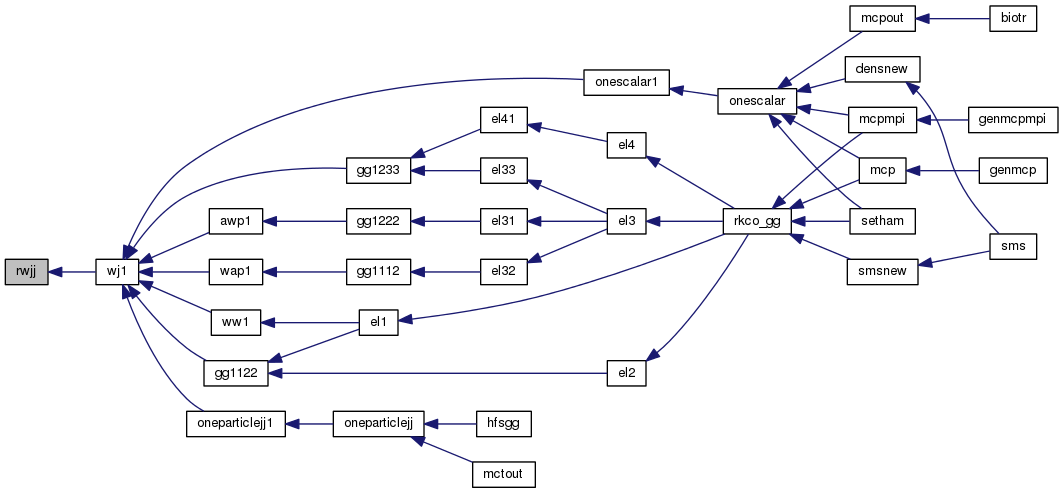 mcpout
biotr
densnew
onescalar1
onescalar
el41
mcpmpi
genmcpmpi
el4
gg1233
el33
mcp
genmcp
awp1
gg1222
el31
el3
rkco_gg
setham
sms
rwjj
wj1
wap1
gg1112
el32
smsnew
ww1
el1
gg1122
el2
oneparticlejj1
oneparticlejj
hfsgg
mctout